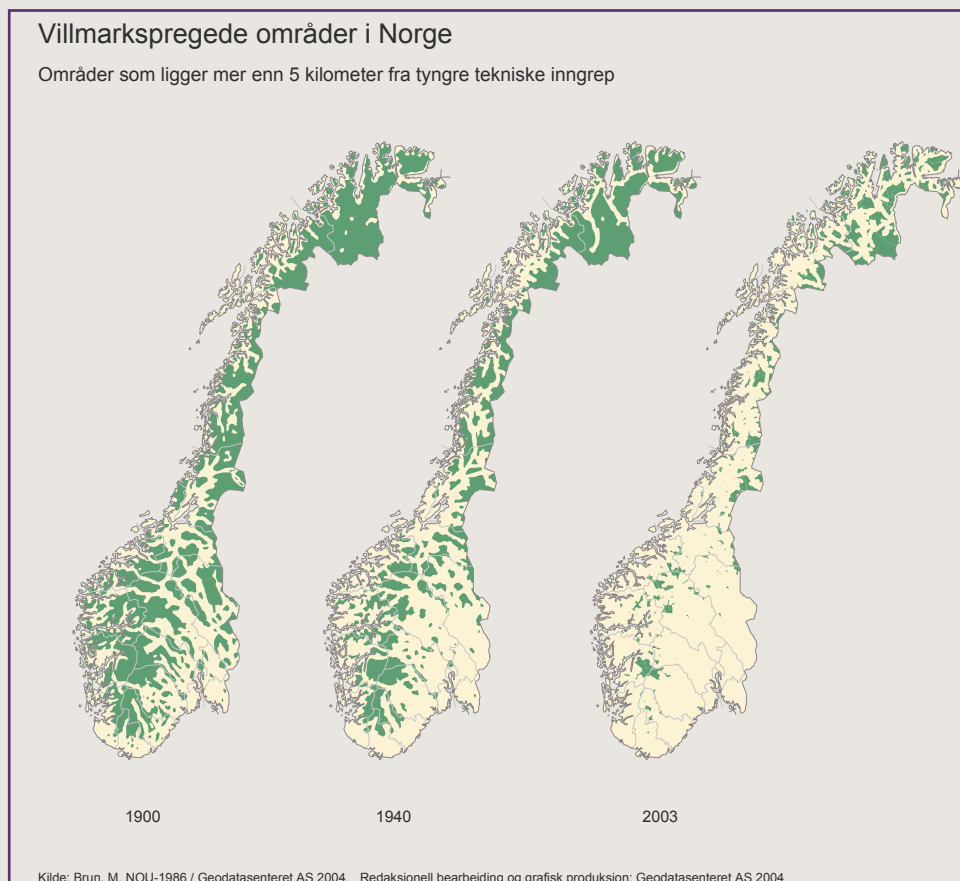 Villmarkspregede områder i Norge
Områder som ligger mer enn 5 kilometer fra tyngre tekniske inngrep
1900 1940 2003
Kilde: Brun, M. NOU-1986 / Geodatasenteret AS 2004. Redaksjonell bearbeiding og grafisk produksjon: Geodatasenteret AS 2004